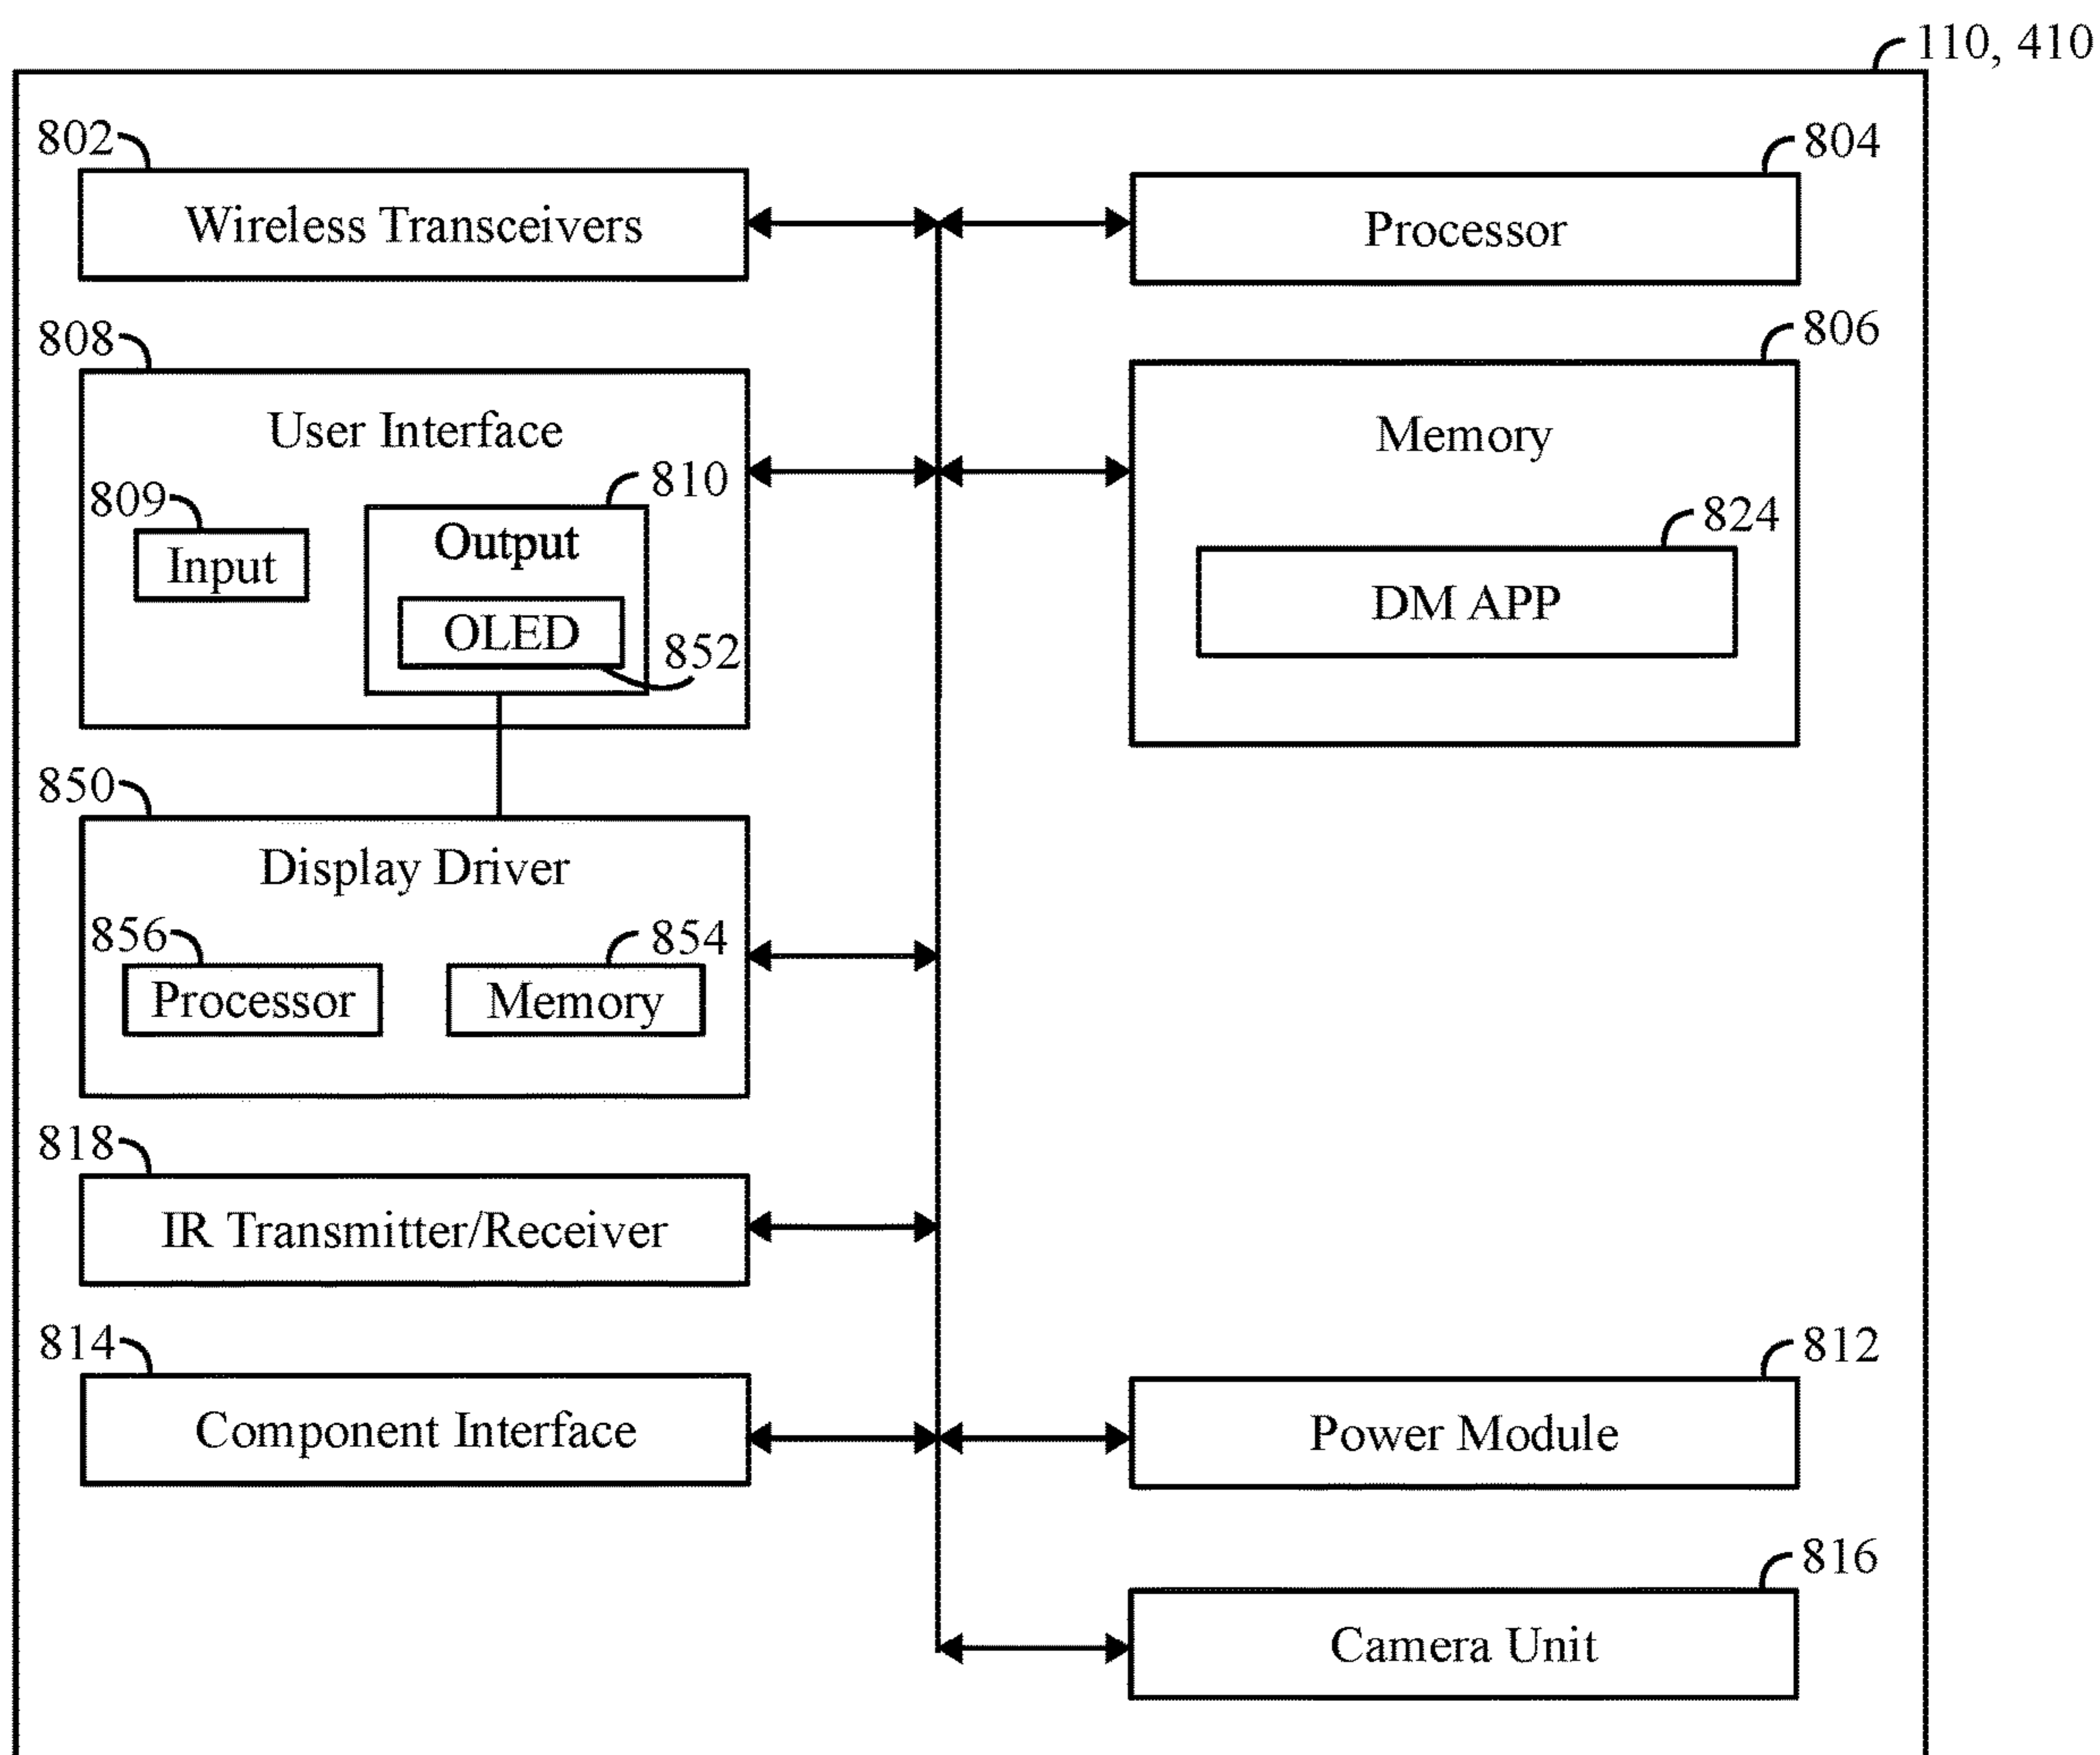 110, 410
802
804
Wireless Transceivers
Processor
808
806
User Interface
Memory
809
810
824
Output
Input
DM APP
OLED
852
850
Display Driver
856
854
Processor
Memory
818
IR Transmitter/Receiver
814
812
Component Interface
Power Module
816
Camera Unit